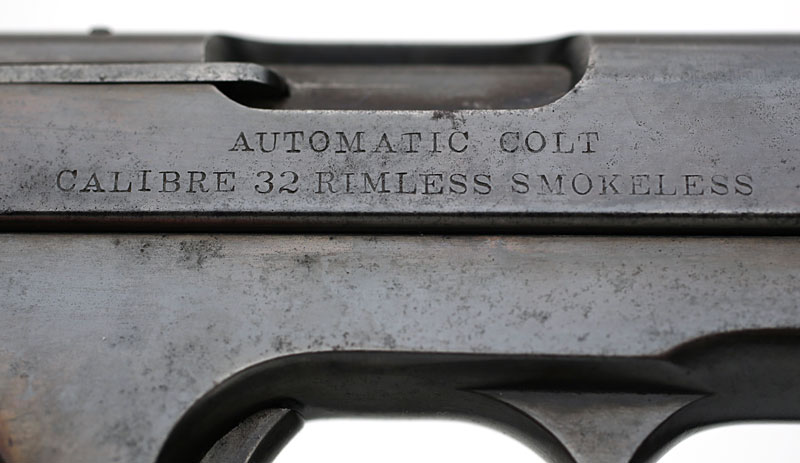 AUTOMATIC COLT
CALIBRE 32 RIMLESS SMOKELESS